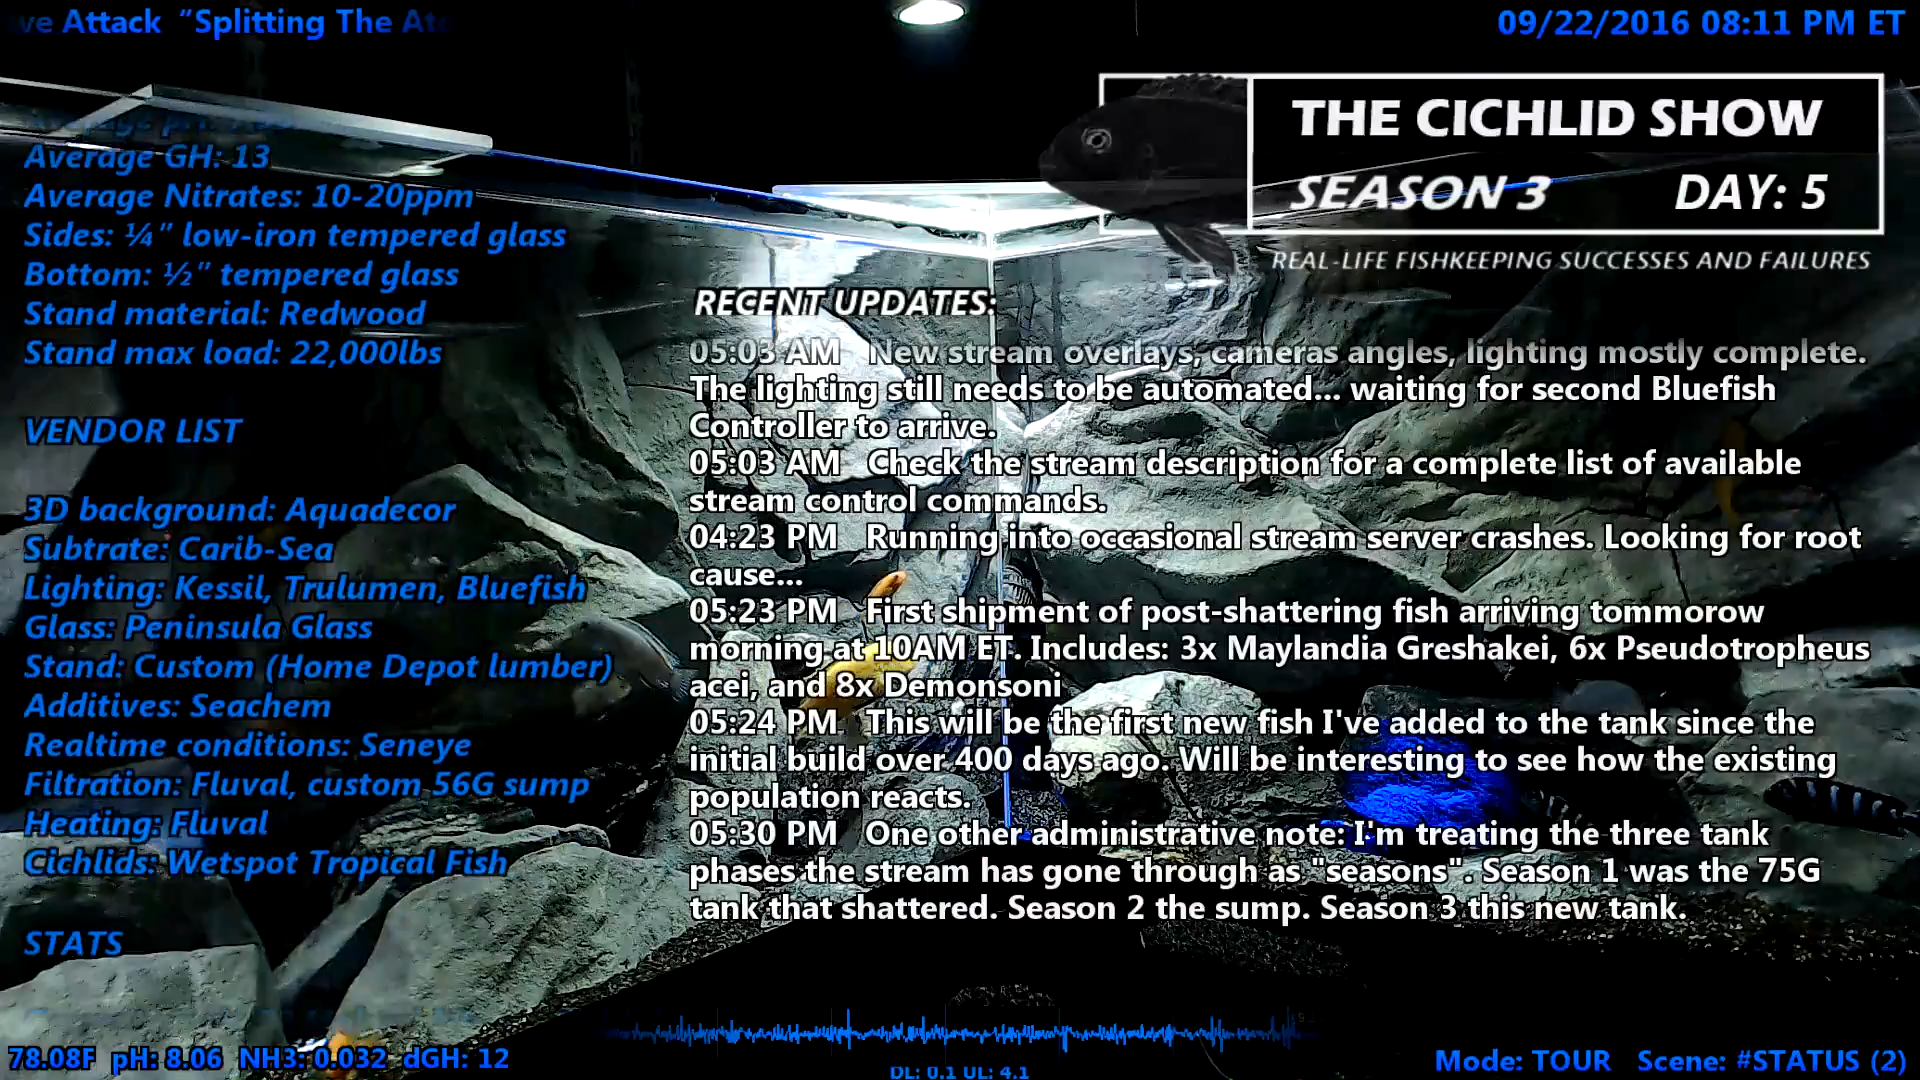 Attack “Splitting The
09/22/2016 08:11 PM ET
THE CICHLID SHOW
SEASON 3 DAY: 5
REAL-LIFE FISHKEEPING SUCCESSES AND FAILURES
Average GH: 13
Average Nitrates: 10-20ppm
Sides: ¼” low-iron tempered glass
Bottom: ½” tempered glass
Stand material: Redwood
Stand max load: 22,000lbs
VENDOR LIST
3D background: Aquadecor
Subtrate: Carib-Sea
Lighting: Kessil, Trulumen, Bluefish
Glass: Peninsula Glass
Stand: Custom (Home Depot lumber)
Additives: Seachem
Realtime conditions: Seneye
Filtration: Fluval, custom 56G sump
Heating: Fluval
Cichlids: Wetspot Tropical Fish
STATS
RECENT UPDATES:
05:03 AM New stream overlays, cameras angles, lighting mostly complete.
The lighting still needs to be automated... waiting for second Bluefish
Controller to arrive.
05:03 AM Check the stream description for a complete list of available
stream control commands.
04:23 PM Running into occasional stream server crashes. Looking for root
cause...
05:23 PM First shipment of post-shattering fish arriving tommorow
morning at 10AM ET. Includes: 3x Maylandia Greshakei, 6x Pseudotropheus
acei, and 8x Demonsoni
05:24 PM This will be the first new fish I've added to the tank since the
initial build over 400 days ago. Will be interesting to see how the existing
population reacts.
05:30 PM One other administrative note: I'm treating the three tank
phases the stream has gone through as "seasons". Season 1 was the 75G
tank that shattered. Season 2 the sump. Season 3 this new tank.
78.08F pH: 8.06 NH3: 0.032 dGH: 12
DL: 0.1 UL: 4.1
Mode: TOUR Scene: #STATUS (2)